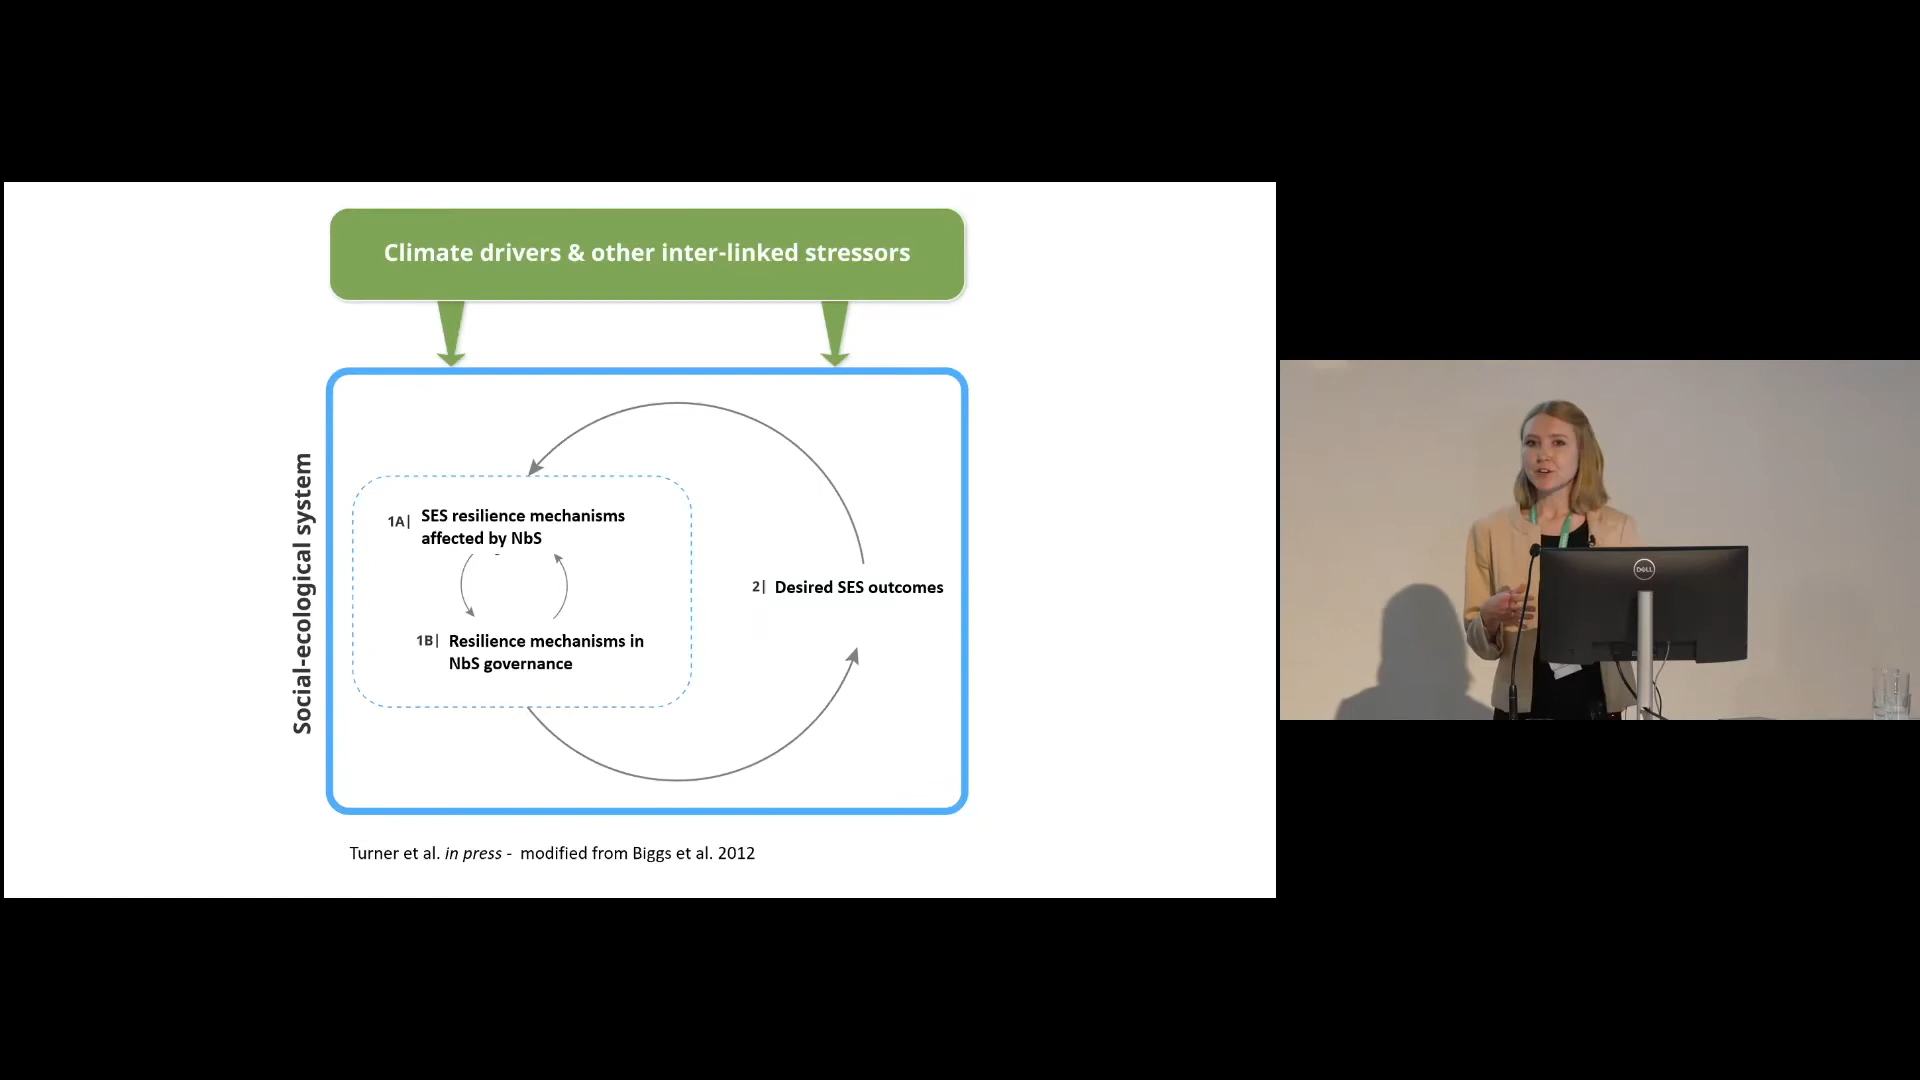 Climate drivers & other inter-linked stressors
Social-ecological system
1A| SES resilience mechanisms
affected by NbS
1B| Resilience mechanisms in
NbS governance
2| Desired SES outcomes
Turner et al. in press - modified from Biggs et al. 2012
DELL